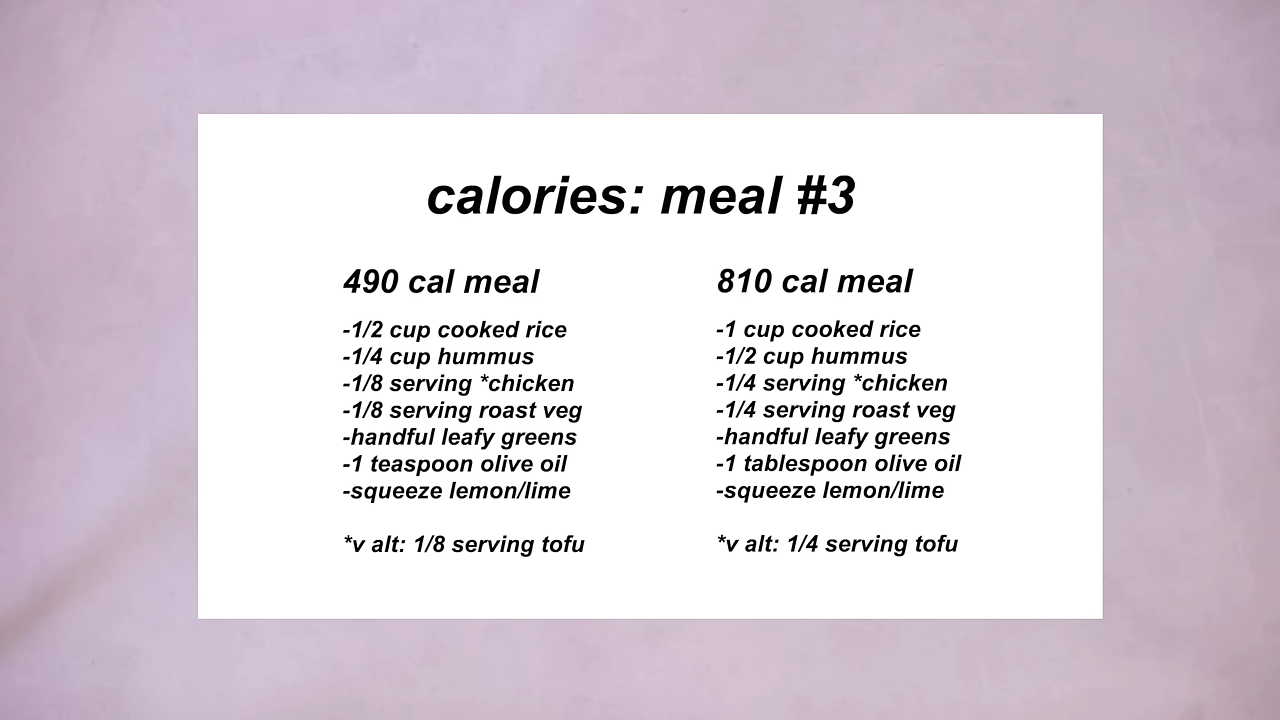 calories: meal #3
490 cal meal
-1/2 cup cooked rice
-1/4 cup hummus
-1/8 serving *chicken
-1/8 serving roast veg
-handful leafy greens
-1 teaspoon olive oil
-squeeze lemon/lime
*v alt: 1/8 serving tofu
810 cal meal
-1 cup cooked rice
-1/2 cup hummus
-1/4 serving *chicken
-1/4 serving roast veg
-handful leafy greens
-1 tablespoon olive oil
-squeeze lemon/lime
*v alt: 1/4 serving tofu